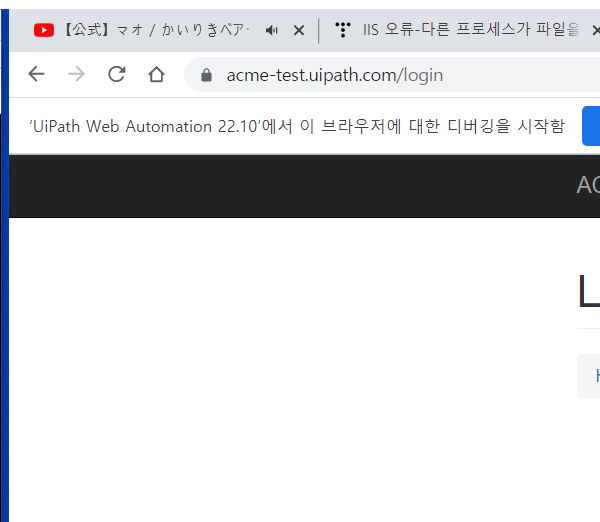 【公式】マオ / かいりきベア
IIS 오류-다른 프로세스가 파일을
acme-test.uipath.com/login
'UiPath Web Automation 22.10'에서 이 브라우저에 대한 디버깅을 시작함